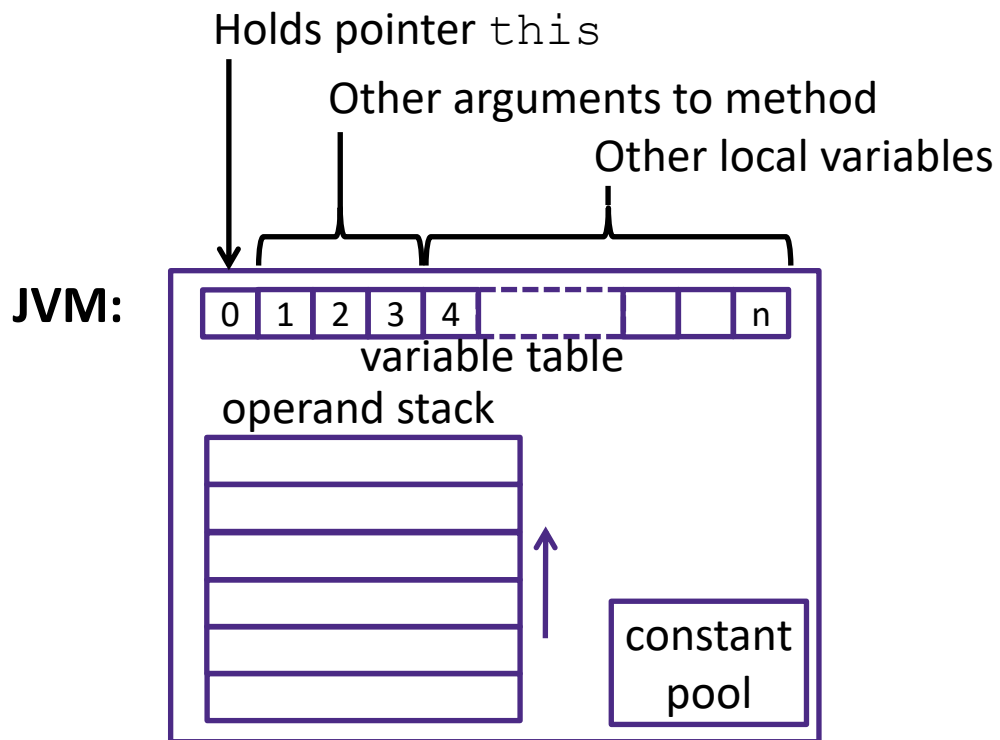 Holds pointer this
Other arguments to method
Other local variables
JVM:
0 1 2 3 4 n
variable table
operand stack
constant
pool